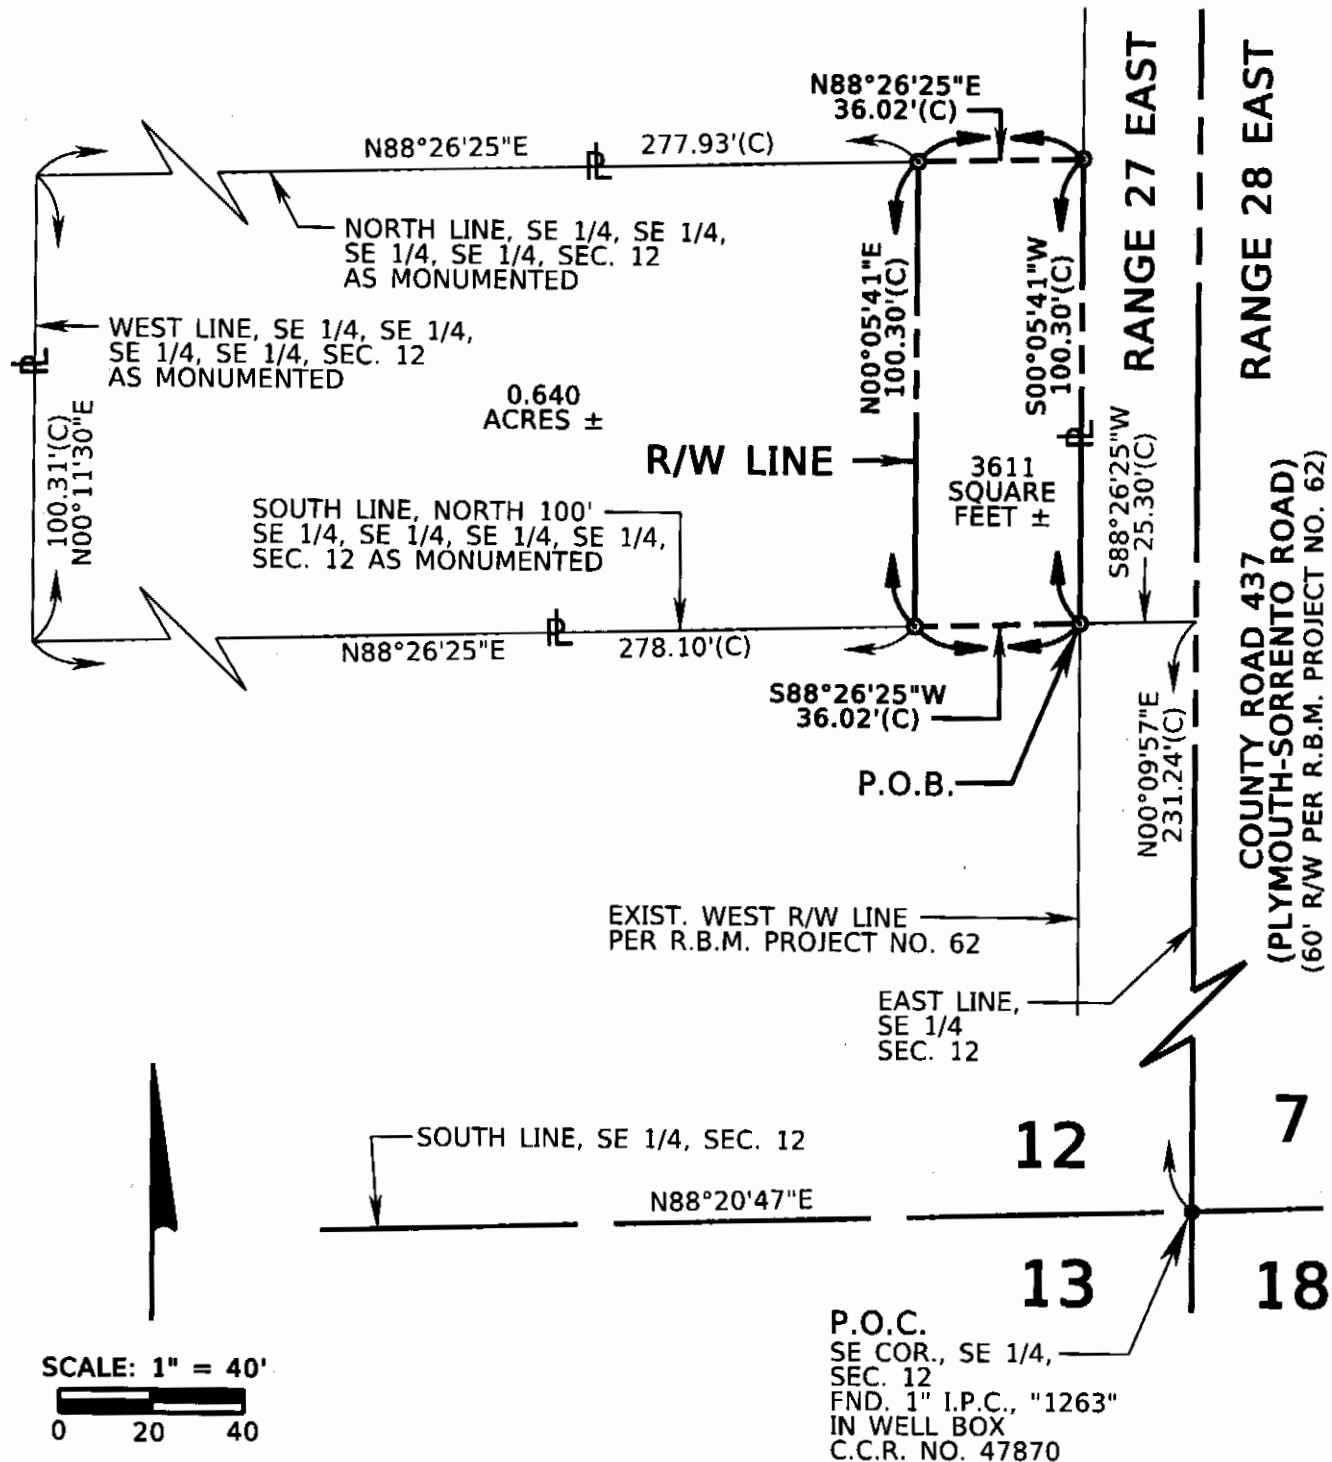 N88°26'25"E
36.02'(C)
RANGE 27 EAST
RANGE 28 EAST
N88°26'25"E
277.93'(C)
NORTH LINE, SE 1/4, SE 1/4,
SE 1/4, SE 1/4, SEC. 12
AS MONUMENTED
WEST LINE, SE 1/4, SE 1/4,
SE 1/4, SE 1/4, SEC. 12
AS MONUMENTED
N00°05'41"E
100.30'(C)
S00°05'41"W
100.30'(C)
0.640
ACRES ±
100.31'(C)
N00°11'30"E
R/W LINE
3611
SQUARE
FEET ±
S88°26'25"W
25.30'(C)
SOUTH LINE, NORTH 100'
SE 1/4, SE 1/4, SE 1/4, SE 1/4,
SEC. 12 AS MONUMENTED
N88°26'25"E
278.10'(C)
S88°26'25"W
36.02'(C)
P.O.B.
N00°09'57"E
231.24'(C)
COUNTY ROAD 437
(PLYMOUTH-SORRENTO ROAD)
(60' R/W PER R.B.M. PROJECT NO. 62)
EXIST. WEST R/W LINE
PER R.B.M. PROJECT NO. 62
EAST LINE,
SE 1/4
SEC. 12
SOUTH LINE, SE 1/4, SEC. 12
12
7
N88°20'47"E
13
18
P.O.C.
SE COR., SE 1/4,
SEC. 12
FND. 1" I.P.C., "1263"
IN WELL BOX
C.C.R. NO. 47870
SCALE: 1" = 40'
0 20 40